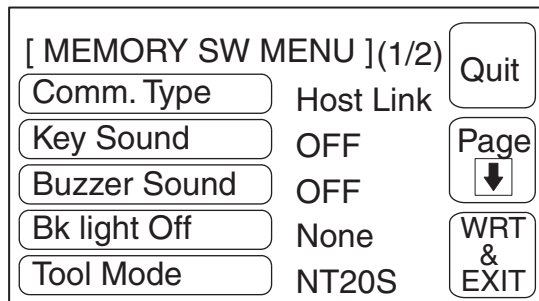 [ MEMORY SW MENU ](1/2)
Quit
Comm. Type Host Link
Key Sound OFF
Page
Buzzer Sound OFF
Bk light Off None
WRT
&
EXIT
Tool Mode NT20S